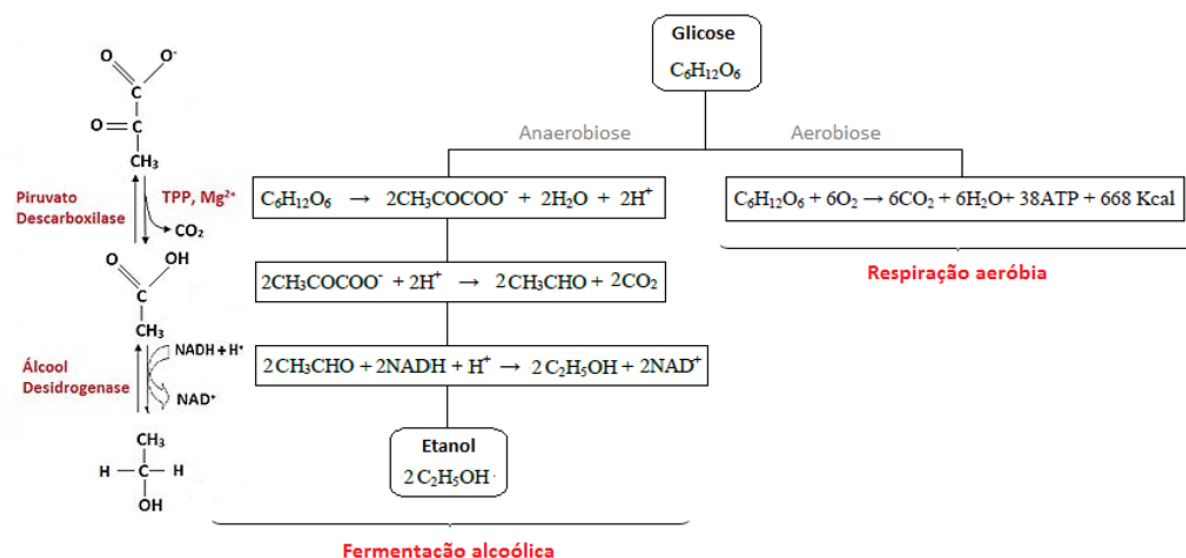 Glicose
C₆H₁₂O₆
Anaerobiose
Aerobiose
C₆H₁₂O₆ → 2CH₃COCOO⁻ + 2H₂O + 2H⁺
C₆H₁₂O₆ + 6O₂ → 6CO₂ + 6H₂O+ 38ATP + 668 Kcal
Respiração aeróbia
2CH₃COCOO⁻ + 2H⁺ → 2CH₃CHO + 2CO₂
2CH₃CHO + 2NADH + H⁺ → 2C₂H₅OH + 2NAD⁺
Etanol
2C₂H₅OH
Fermentação alcoólica
O
O⁻
C
O
C
CH₃
Piruvato
Descarboxilase
TPP, Mg²⁺
CO₂
O
OH
C
CH₃
Álcool
Desidrogenase
NADH + H⁺
NAD⁺
CH₃
H — C — H
OH